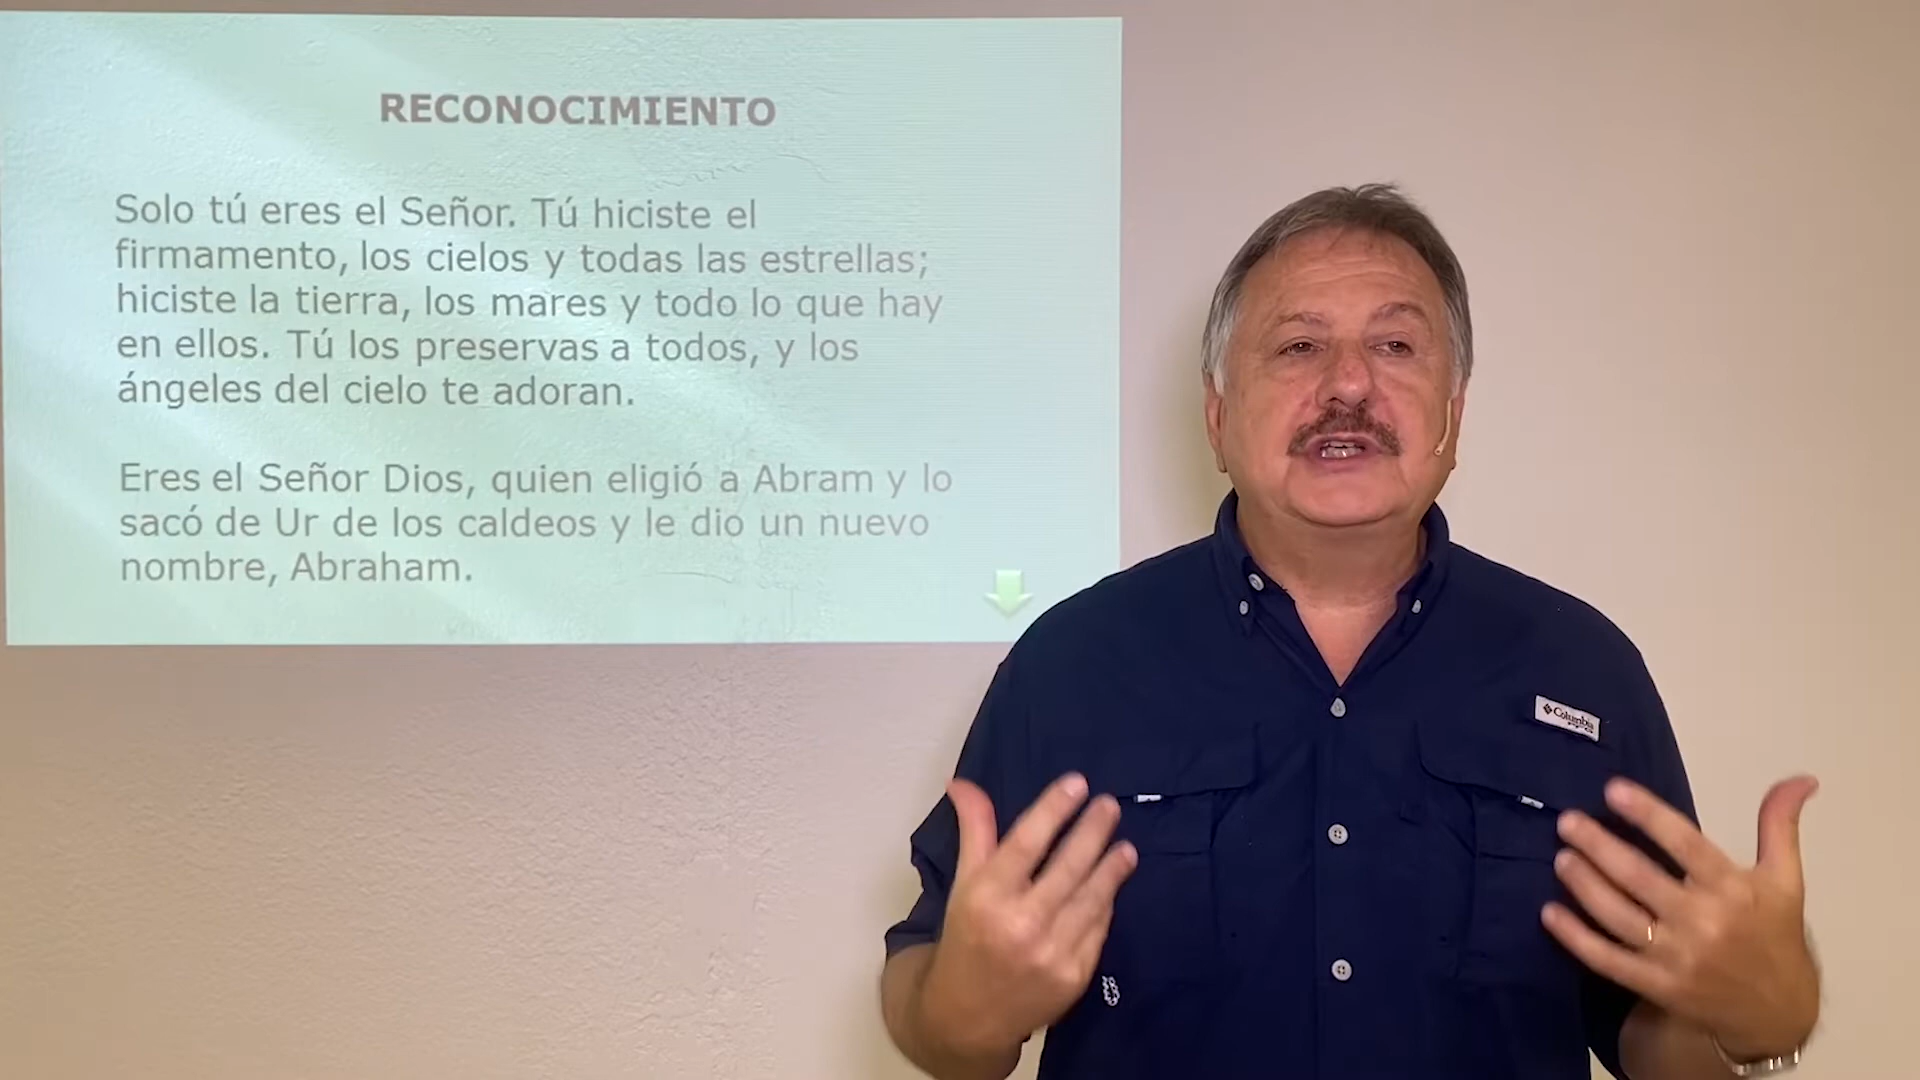 RECONOCIMIENTO
Solo tú eres el Señor. Tú hiciste el
firmamento, los cielos y todas las estrellas;
hiciste la tierra, los mares y todo lo que hay
en ellos. Tú los preservas a todos, y los
ángeles del cielo te adoran.
Eres el Señor Dios, quien eligió a Abram y lo
sacó de Ur de los caldeos y le dio un nuevo
nombre, Abraham.
Columbia